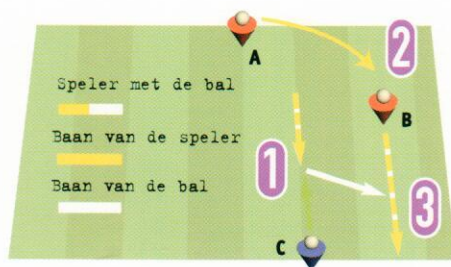 A
2
Speler met de bal
B
Baan van de speler
1
Baan van de bal
3
C